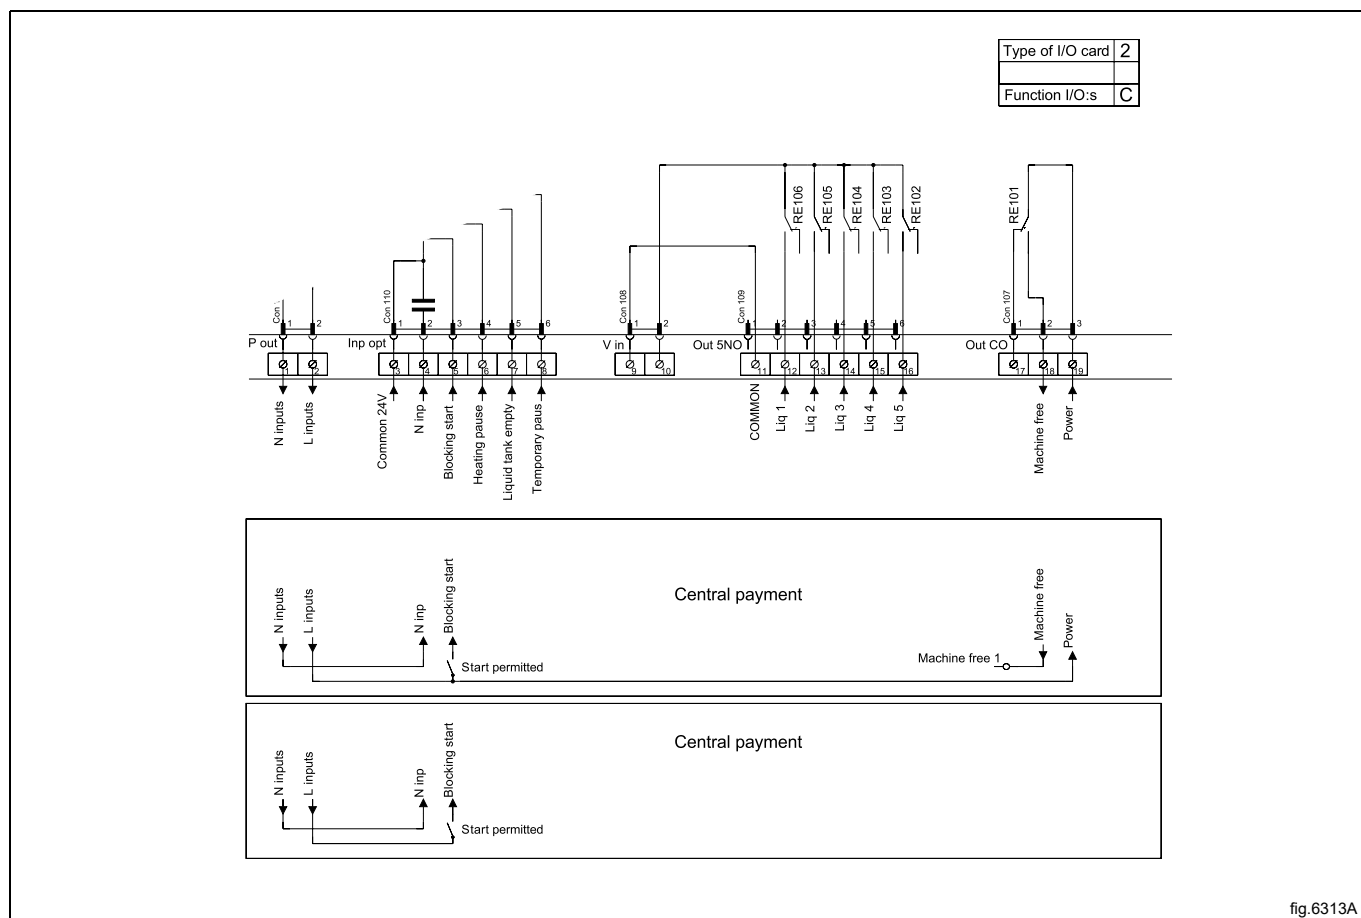 Type of I/O card 2
Function I/O:s C
RE106 RE105 RE104 RE103 RE102 RE101
Con Con 110 Con 108 Con 109 Con 107
1 2 1 2 3 4 5 6 1 2 1 2 3 4 5 6 1 2 3
P out Inp opt V in Out 5NO Out CO
1 2 3 4 5 6 7 8 9 10 11 12 13 14 15 16 17 18 19
N inputs
L inputs
Common 24V
N inp
Blocking start
Heating pause
Liquid tank empty
Temporary paus
COMMON
Liq 1
Liq 2
Liq 3
Liq 4
Liq 5
Machine free
Power
Central payment
N inputs
L inputs
N inp
Blocking start
Start permitted
Machine free 1
Machine free
Power
Central payment
N inputs
L inputs
N inp
Blocking start
Start permitted
fig.6313A